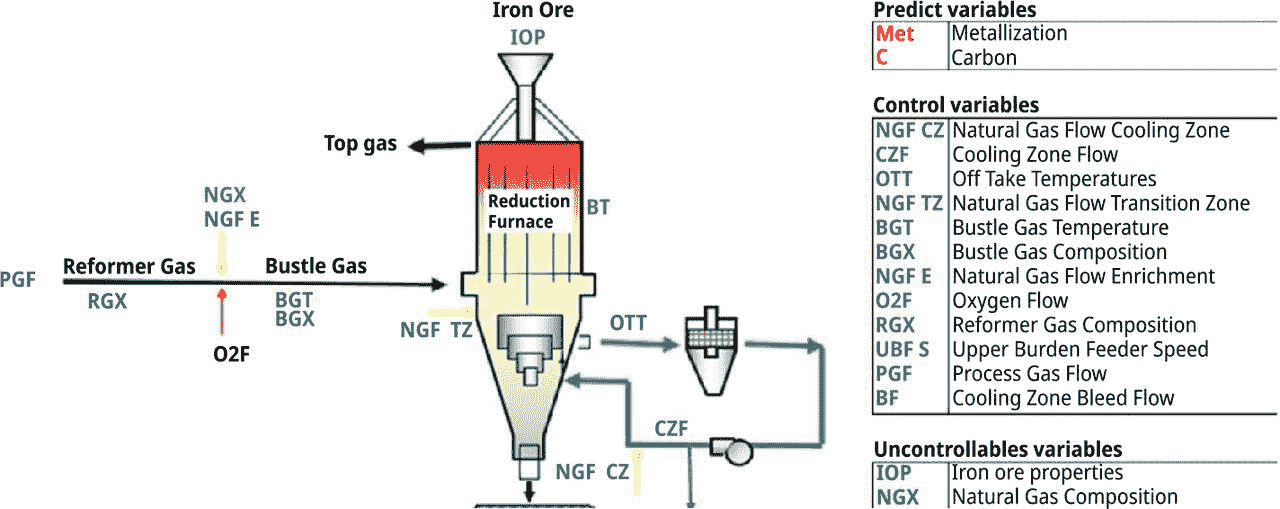 Iron Ore
IOP
Top gas
Reduction
Furnace
BT
NGX
NGF E
PGF
Reformer Gas
Bustle Gas
RGX
BGT
BGX
O2F
NGF TZ
OTT
CZF
NGF CZ
Predict variables
Met Metallization
C Carbon
Control variables
NGF CZ Natural Gas Flow Cooling Zone
CZF Cooling Zone Flow
OTT Off Take Temperatures
NGF TZ Natural Gas Flow Transition Zone
BGT Bustle Gas Temperature
BGX Bustle Gas Composition
NGF E Natural Gas Flow Enrichment
O2F Oxygen Flow
RGX Reformer Gas Composition
UBF S Upper Burden Feeder Speed
PGF Process Gas Flow
BF Cooling Zone Bleed Flow
Uncontrollables variables
IOP Iron ore properties
NGX Natural Gas Composition